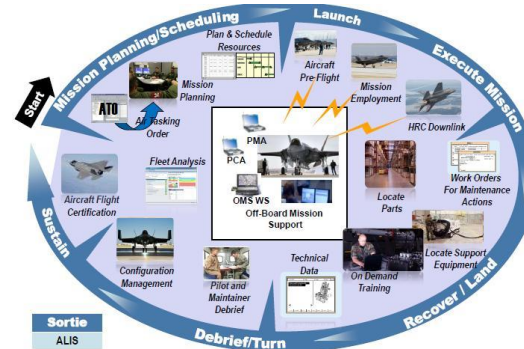 Start
Mission Planning/Scheduling
Launch
Execute Mission
Recover / Land
Debrief/Turn
Sustain
Plan & Schedule
Resources
Mission
Planning
ATO
Air Tasking
Order
Aircraft
Pre-Flight
Mission
Employment
HRC Downlink
PMA
PCA
OMS WS
Off-Board Mission
Support
Fleet Analysis
Aircraft Flight
Certification
Configuration
Management
Pilot and
Maintainer
Debrief
Technical
Data
On Demand
Training
Locate
Parts
Work Orders
For Maintenance
Actions
Locate Support
Equipment
Sortie
ALIS